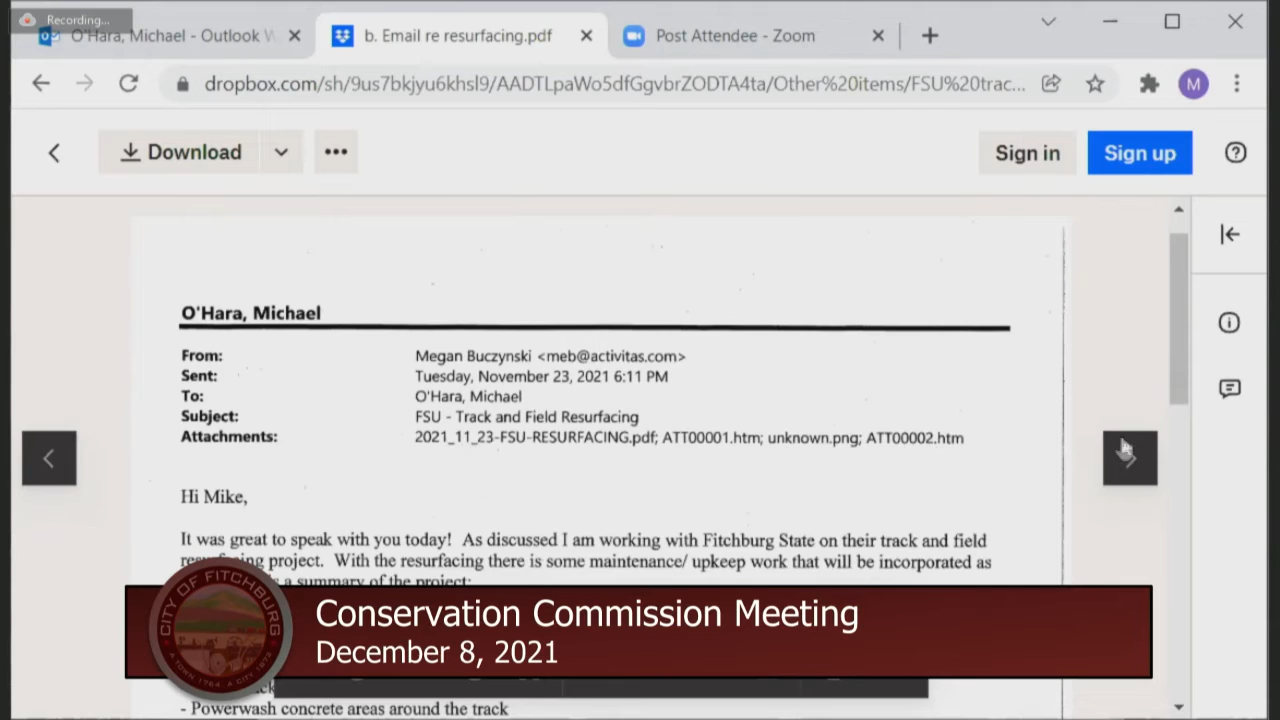 Recording...
O'Hara, Michael - Outlook W
b. Email re resurfacing.pdf
Post Attendee - Zoom
dropbox.com/sh/9us7bkjyu6khsl9/AADTLpaWo5dfGgvbrZODTA4ta/Other%20items/FSU%20trac...
M
Download
Sign in
Sign up
O'Hara, Michael
From: Megan Buczynski <meb@activitas.com>
Sent: Tuesday, November 23, 2021 6:11 PM
To: O'Hara, Michael
Subject: FSU - Track and Field Resurfacing
Attachments: 2021_11_23-FSU-RESURFACING.pdf; ATT00001.htm; unknown.png; ATT00002.htm
Hi Mike,
It was great to speak with you today! As discussed I am working with Fitchburg State on their track and field
resurfacing project. With the resurfacing there is some maintenance/ upkeep work that will be incorporated as
a summary of the project:
CITY OF FITCHBURG
A TOWN 1764 A CITY 1872
Conservation Commission Meeting
December 8, 2021
- Powerwash concrete areas around the track